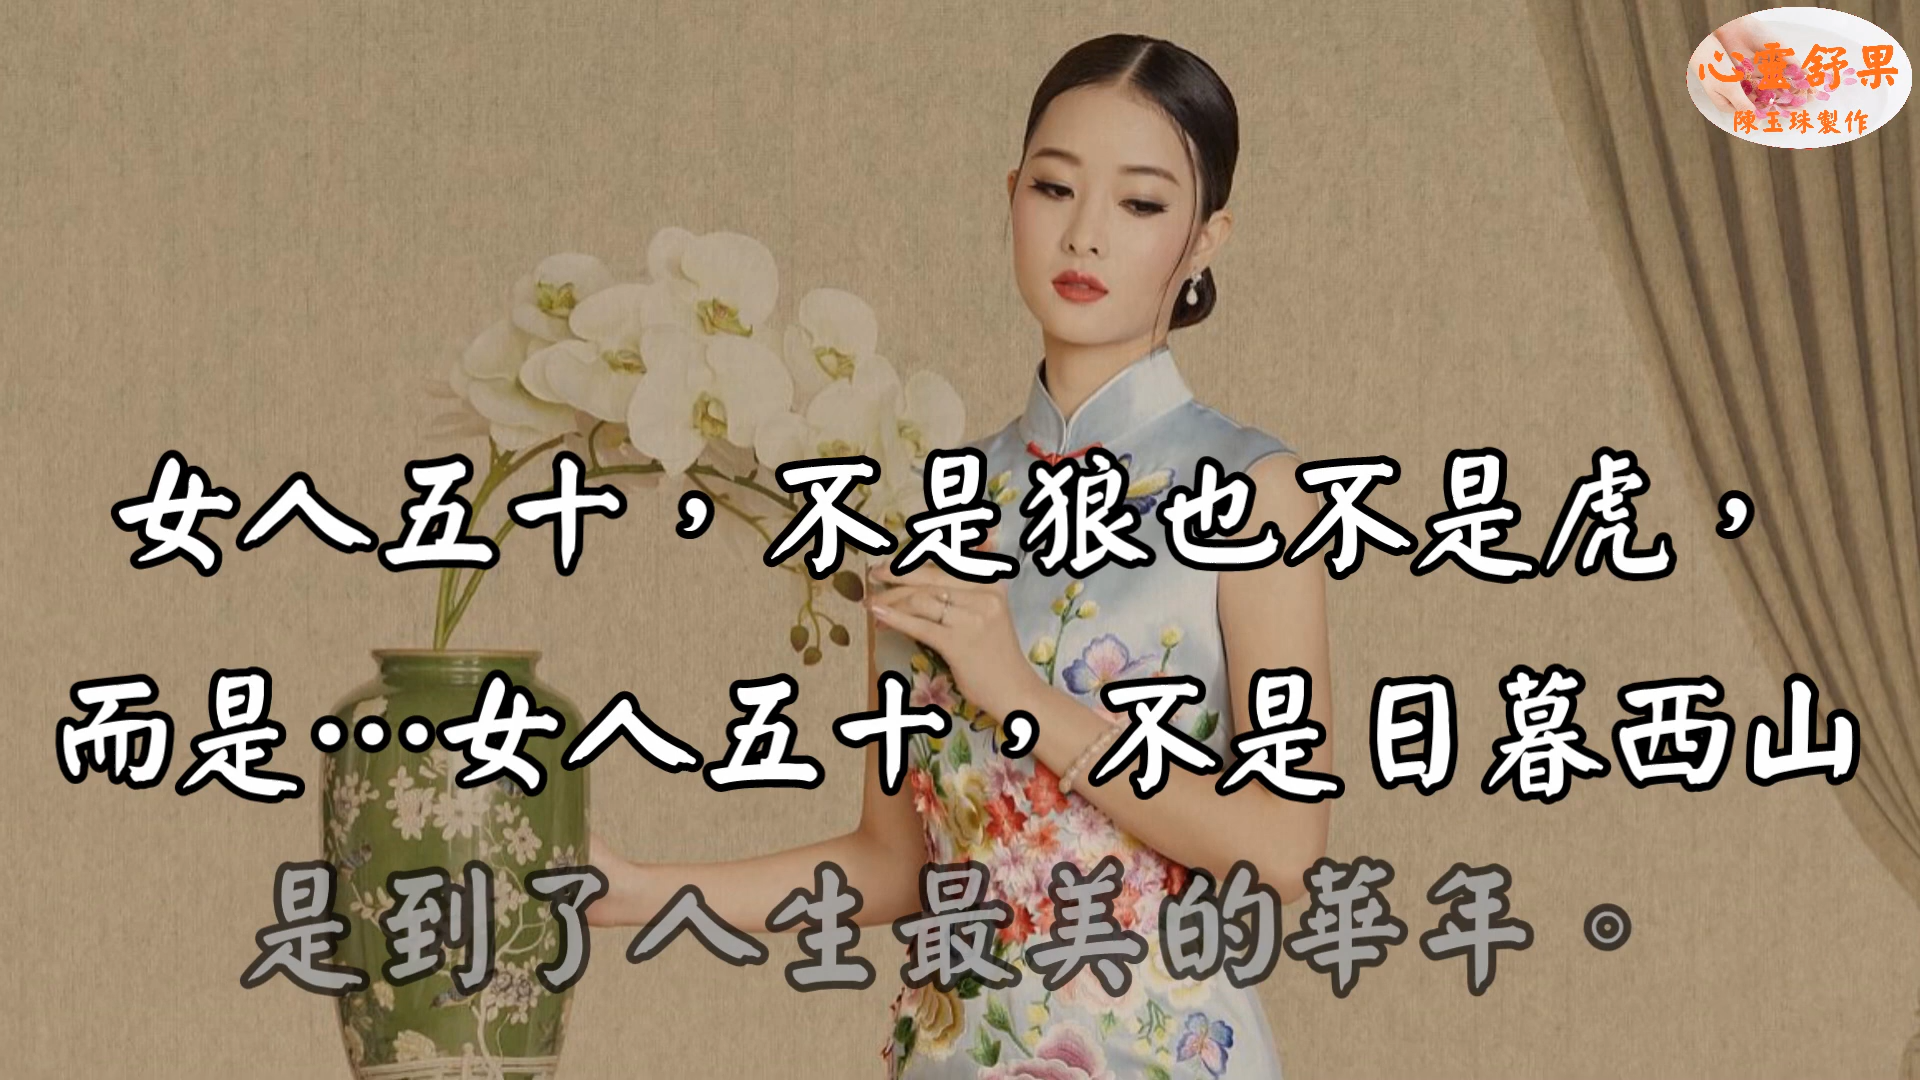 心靈舒果
陳玉珠製作
女人五十，不是狼也不是虎，
而是…女人五十，不是日暮西山
是到了人生最美的華年。